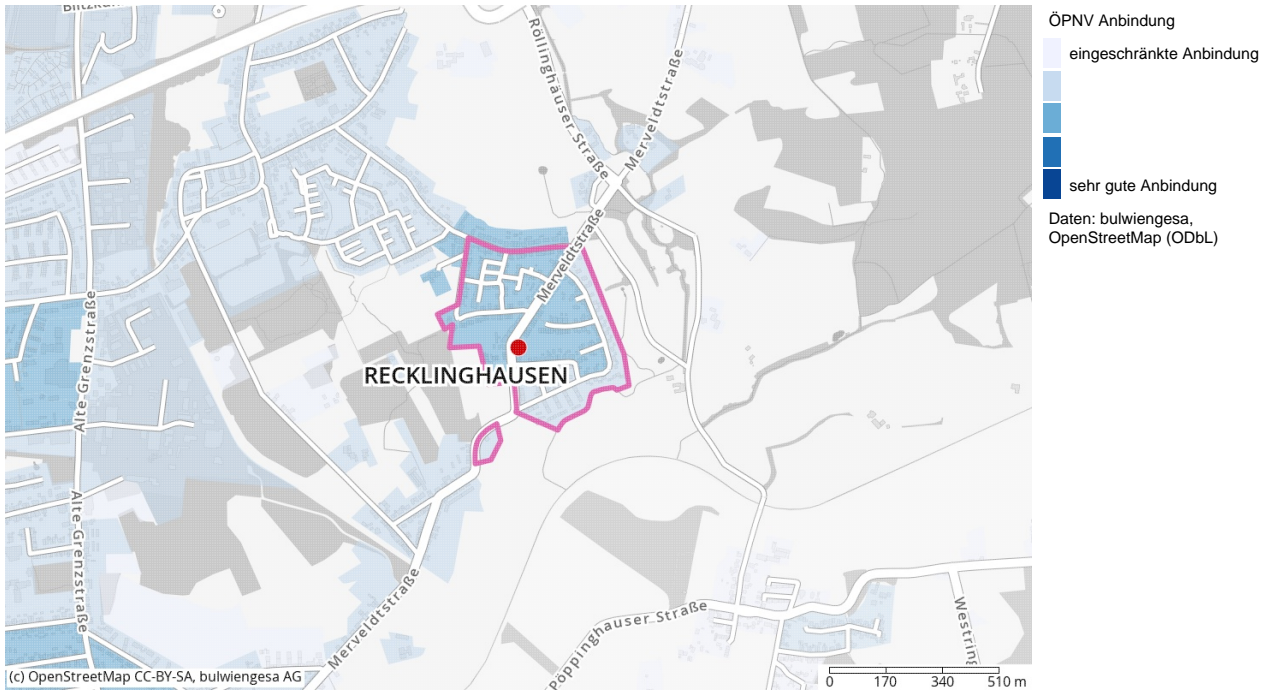 Röllinghäuser Straße
Merveldtstraße
Merveldtstraße
Merveldtstraße
RECKLINGHAUSEN
Alte Grenzstraße
Alte Grenzstraße
Merveldtstraße
Pöppinghauser Straße
Westring
(c) OpenStreetMap CC-BY-SA, bulwiengesa AG
0 170 340 510 m
ÖPNV Anbindung
eingeschränkte Anbindung
sehr gute Anbindung
Daten: bulwiengesa,
OpenStreetMap (ODbL)